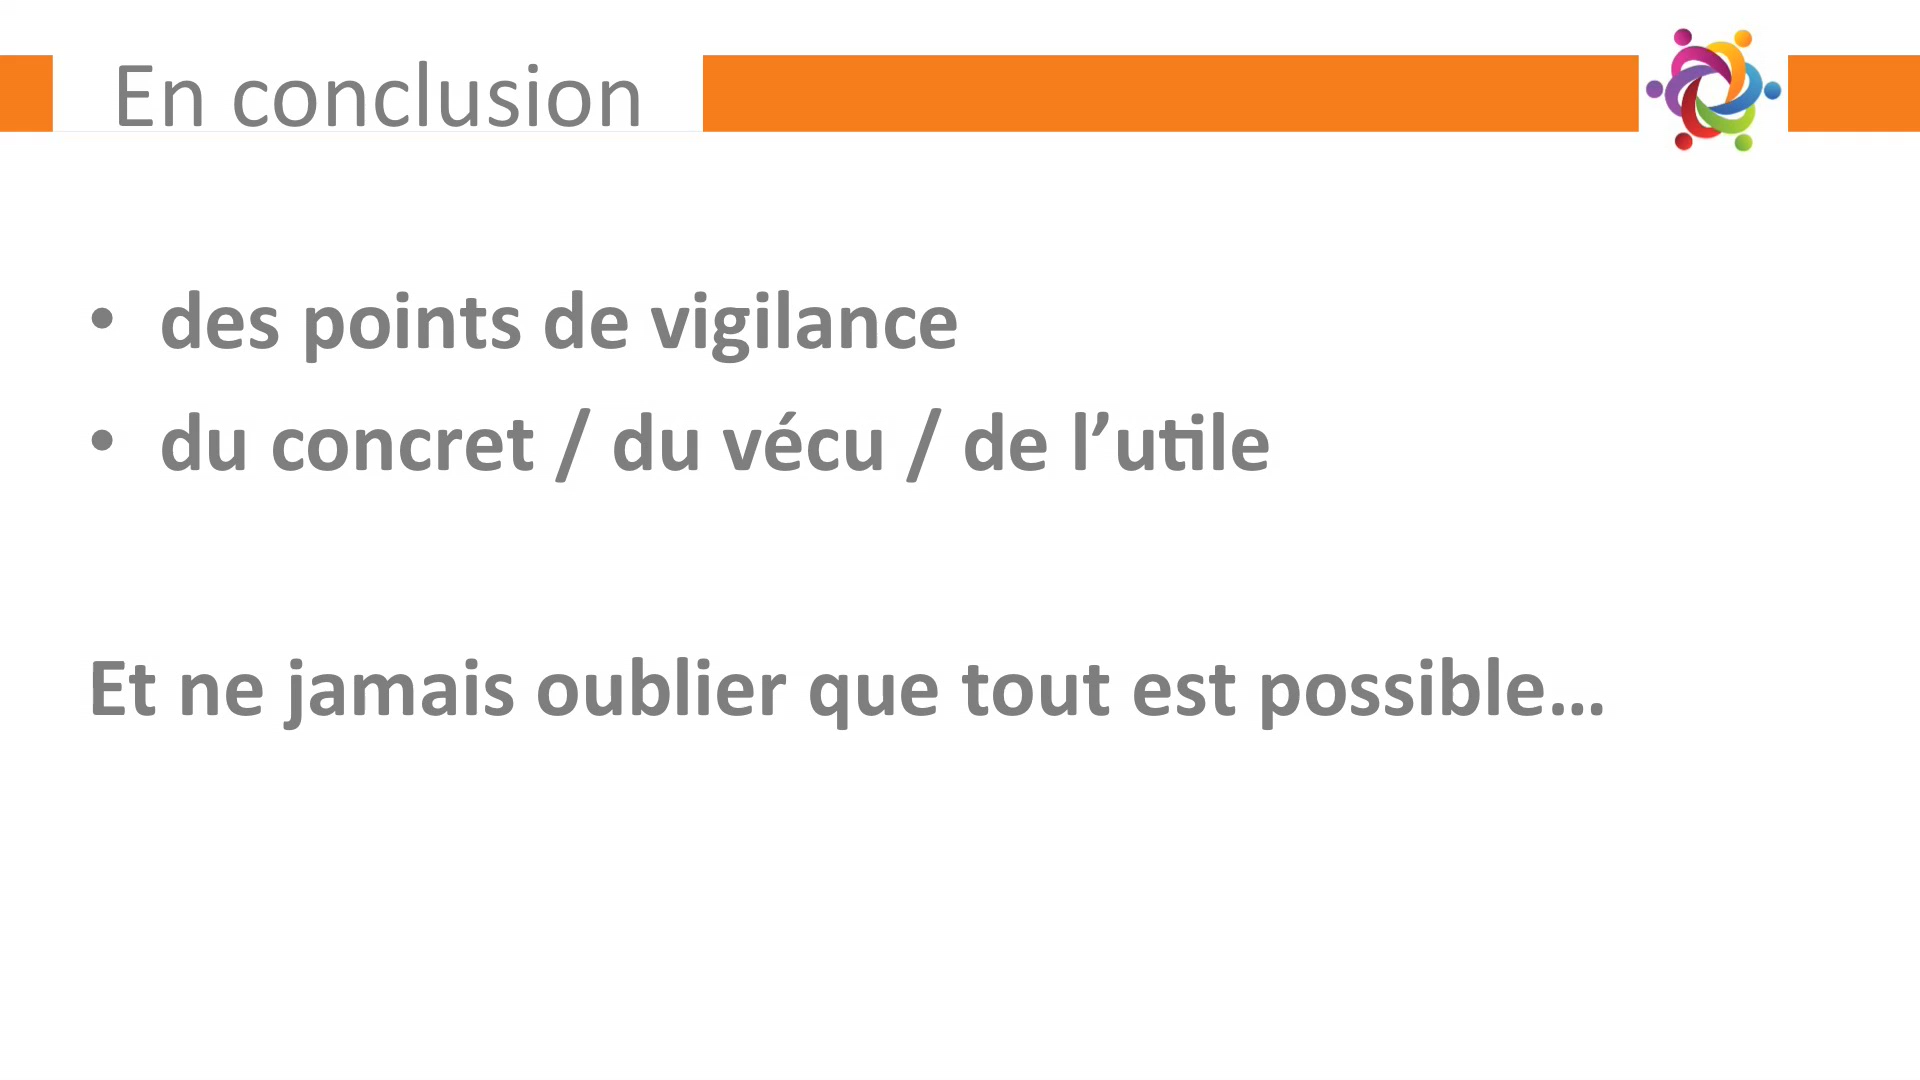 En conclusion
• des points de vigilance
• du concret / du vécu / de l’utile
Et ne jamais oublier que tout est possible…